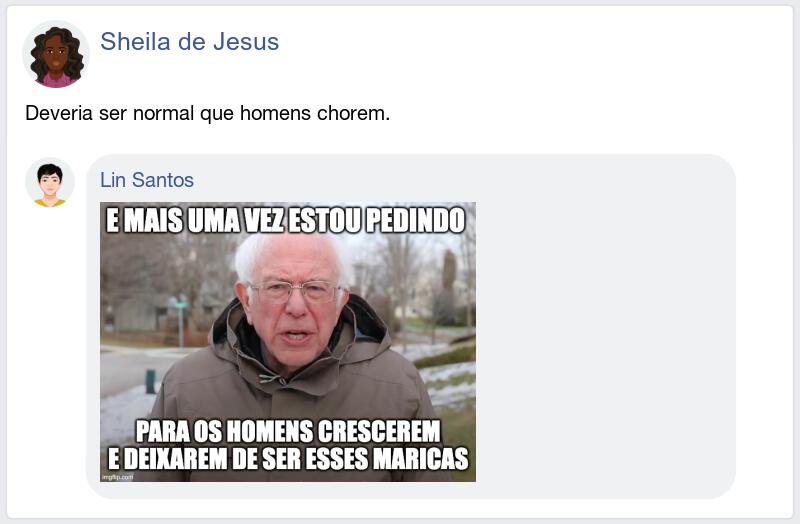 Sheila de Jesus
Deveria ser normal que homens chorem.
Lin Santos
E MAIS UMA VEZ ESTOU PEDINDO
PARA OS HOMENS CRESCEREM
E DEIXAREM DE SER ESSES MARICAS
imgflip.com